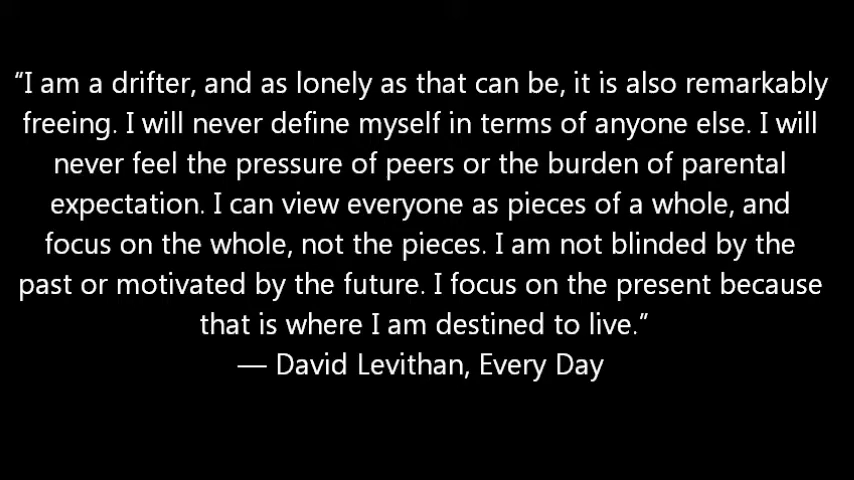 “I am a drifter, and as lonely as that can be, it is also remarkably
freeing. I will never define myself in terms of anyone else. I will
never feel the pressure of peers or the burden of parental
expectation. I can view everyone as pieces of a whole, and
focus on the whole, not the pieces. I am not blinded by the
past or motivated by the future. I focus on the present because
that is where I am destined to live.”
— David Levithan, Every Day